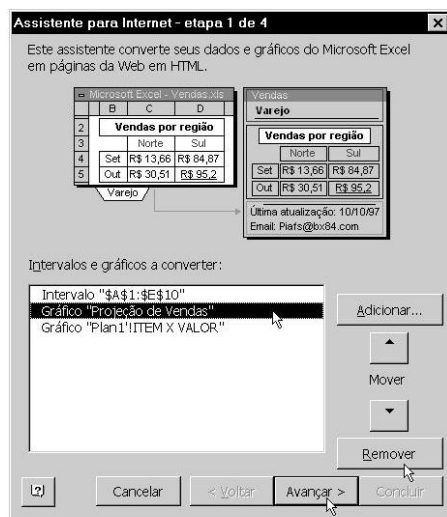 Assistente para Internet - etapa 1 de 4
Este assistente converte seus dados e gráficos do Microsoft Excel
em páginas da Web em HTML.
Microsoft Excel - Vendas.xls
B C D
2 Vendas por região
3 Norte Sul
4 Set R$ 13,66 R$ 84,87
5 Out R$ 30,51 R$ 95,2
Varejo
Vendas
Varejo
Vendas por região
Norte Sul
Set R$ 13,66 R$ 84,87
Out R$ 30,51 R$ 95,2
Última atualização: 10/10/97
Email: Piafs@bx84.com
Intervalos e gráficos a converter:
Intervalo "$A$1:$E$10"
Gráfico "Projeção de Vendas"
Gráfico "Plan1'!ITEM X VALOR"
Adicionar...
Mover
Remover
Cancelar
< Voltar
Avançar >
Concluir